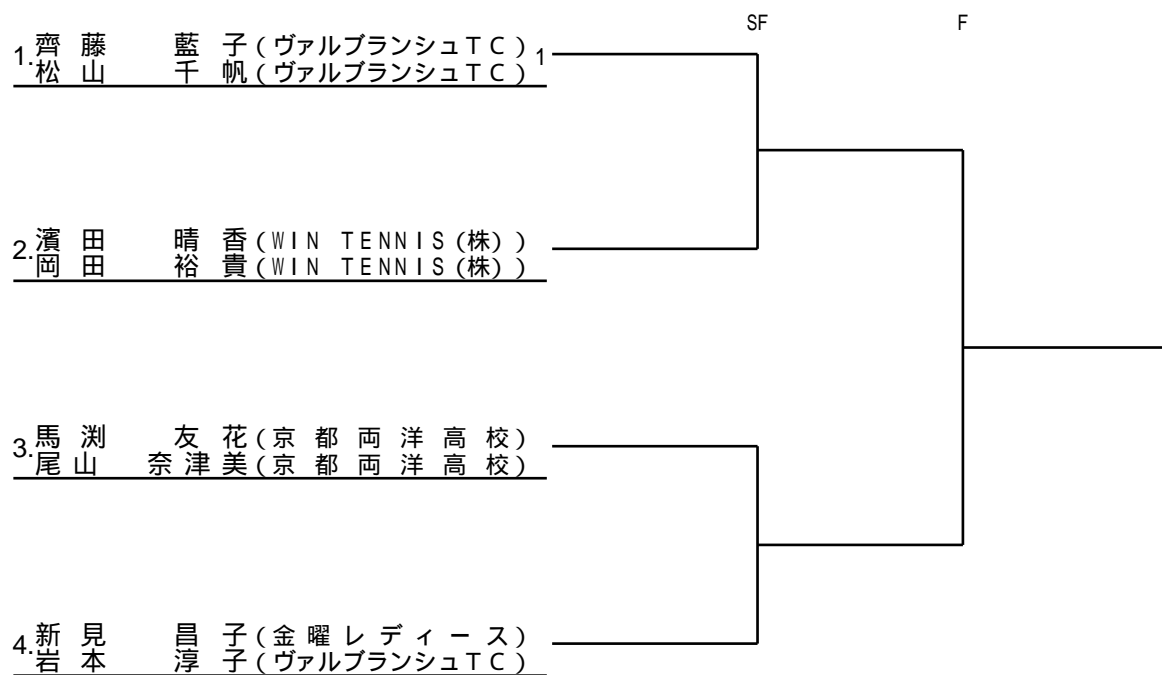 SF F
1. 齊藤 藍子(ヴァルブランシュTC) 1
松山 千帆(ヴァルブランシュTC)
2. 濱田 晴香(WIN TENNIS(株))
岡田 裕貴(WIN TENNIS(株))
3. 馬渕 友花(京都両洋高校)
尾山 奈津美(京都両洋高校)
4. 新見 昌子(金曜レディース)
岩本 淳子(ヴァルブランシュTC)